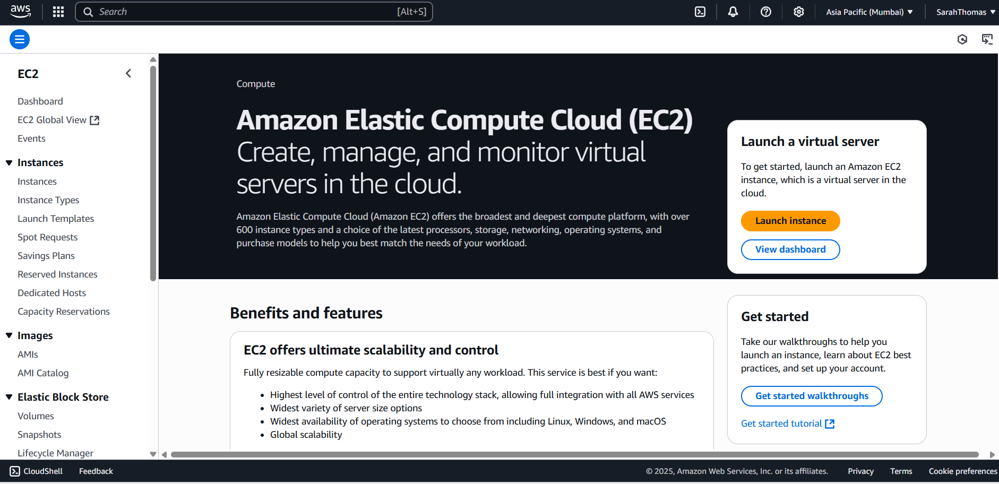 aws
Search [Alt+S]
Asia Pacific (Mumbai)
SarahThomas
EC2
Dashboard
EC2 Global View
Events
Instances
Instances
Instance Types
Launch Templates
Spot Requests
Savings Plans
Reserved Instances
Dedicated Hosts
Capacity Reservations
Images
AMIs
AMI Catalog
Elastic Block Store
Volumes
Snapshots
Lifecycle Manager
Compute
Amazon Elastic Compute Cloud (EC2)
Create, manage, and monitor virtual
servers in the cloud.
Amazon Elastic Compute Cloud (Amazon EC2) offers the broadest and deepest compute platform, with over
600 instance types and a choice of the latest processors, storage, networking, operating systems, and
purchase models to help you best match the needs of your workload.
Launch a virtual server
To get started, launch an Amazon EC2
instance, which is a virtual server in the
cloud.
Launch instance
View dashboard
Benefits and features
EC2 offers ultimate scalability and control
Fully resizable compute capacity to support virtually any workload. This service is best if you want:
• Highest level of control of the entire technology stack, allowing full integration with all AWS services
• Widest variety of server size options
• Widest availability of operating systems to choose from including Linux, Windows, and macOS
• Global scalability
Get started
Take our walkthroughs to help you
launch an instance, learn about EC2 best
practices, and set up your account.
Get started walkthroughs
Get started tutorial
CloudShell
Feedback
© 2025, Amazon Web Services, Inc. or its affiliates.
Privacy
Terms
Cookie preferences